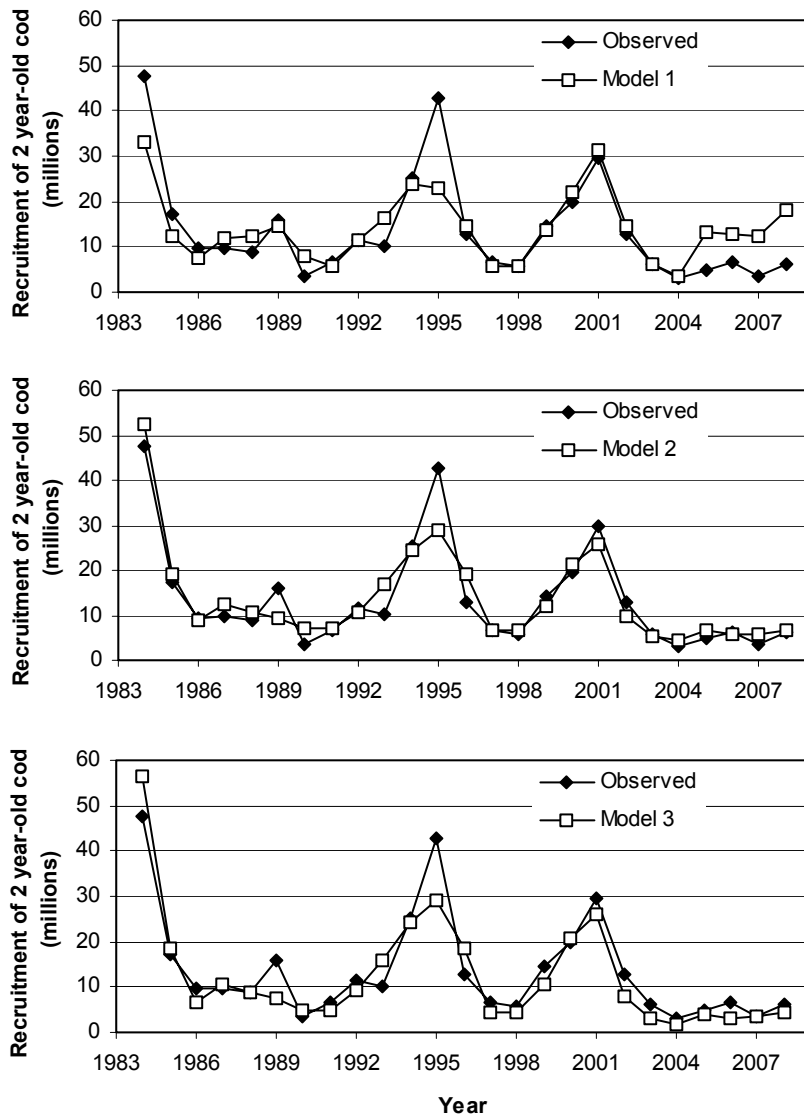 Recruitment of 2 year-old cod
(millions)
60
50
40
30
20
10
0
Observed
Model 1
1983 1986 1989 1992 1995 1998 2001 2004 2007
Recruitment of 2 year-old cod
(millions)
60
50
40
30
20
10
0
Observed
Model 2
1983 1986 1989 1992 1995 1998 2001 2004 2007
Recruitment of 2 year-old cod
(millions)
60
50
40
30
20
10
0
Observed
Model 3
1983 1986 1989 1992 1995 1998 2001 2004 2007
Year